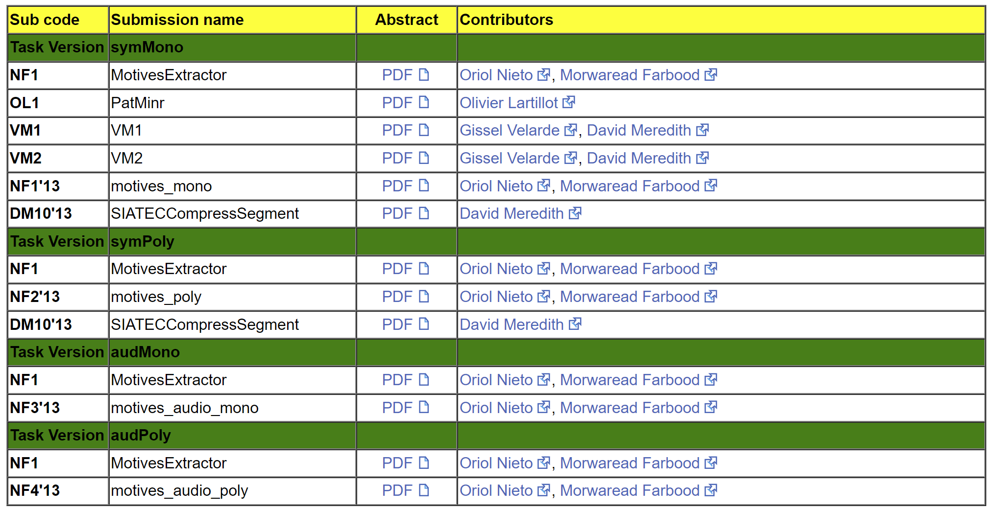 Sub code Submission name Abstract Contributors
Task Version symMono
NF1 MotivesExtractor PDF Oriol Nieto, Morwaread Farbood
OL1 PatMinr PDF Olivier Lartillot
VM1 VM1 PDF Gissel Velarde, David Meredith
VM2 VM2 PDF Gissel Velarde, David Meredith
NF1'13 motives_mono PDF Oriol Nieto, Morwaread Farbood
DM10'13 SIATECCompressSegment PDF David Meredith
Task Version symPoly
NF1 MotivesExtractor PDF Oriol Nieto, Morwaread Farbood
NF2'13 motives_poly PDF Oriol Nieto, Morwaread Farbood
DM10'13 SIATECCompressSegment PDF David Meredith
Task Version audMono
NF1 MotivesExtractor PDF Oriol Nieto, Morwaread Farbood
NF3'13 motives_audio_mono PDF Oriol Nieto, Morwaread Farbood
Task Version audPoly
NF1 MotivesExtractor PDF Oriol Nieto, Morwaread Farbood
NF4'13 motives_audio_poly PDF Oriol Nieto, Morwaread Farbood